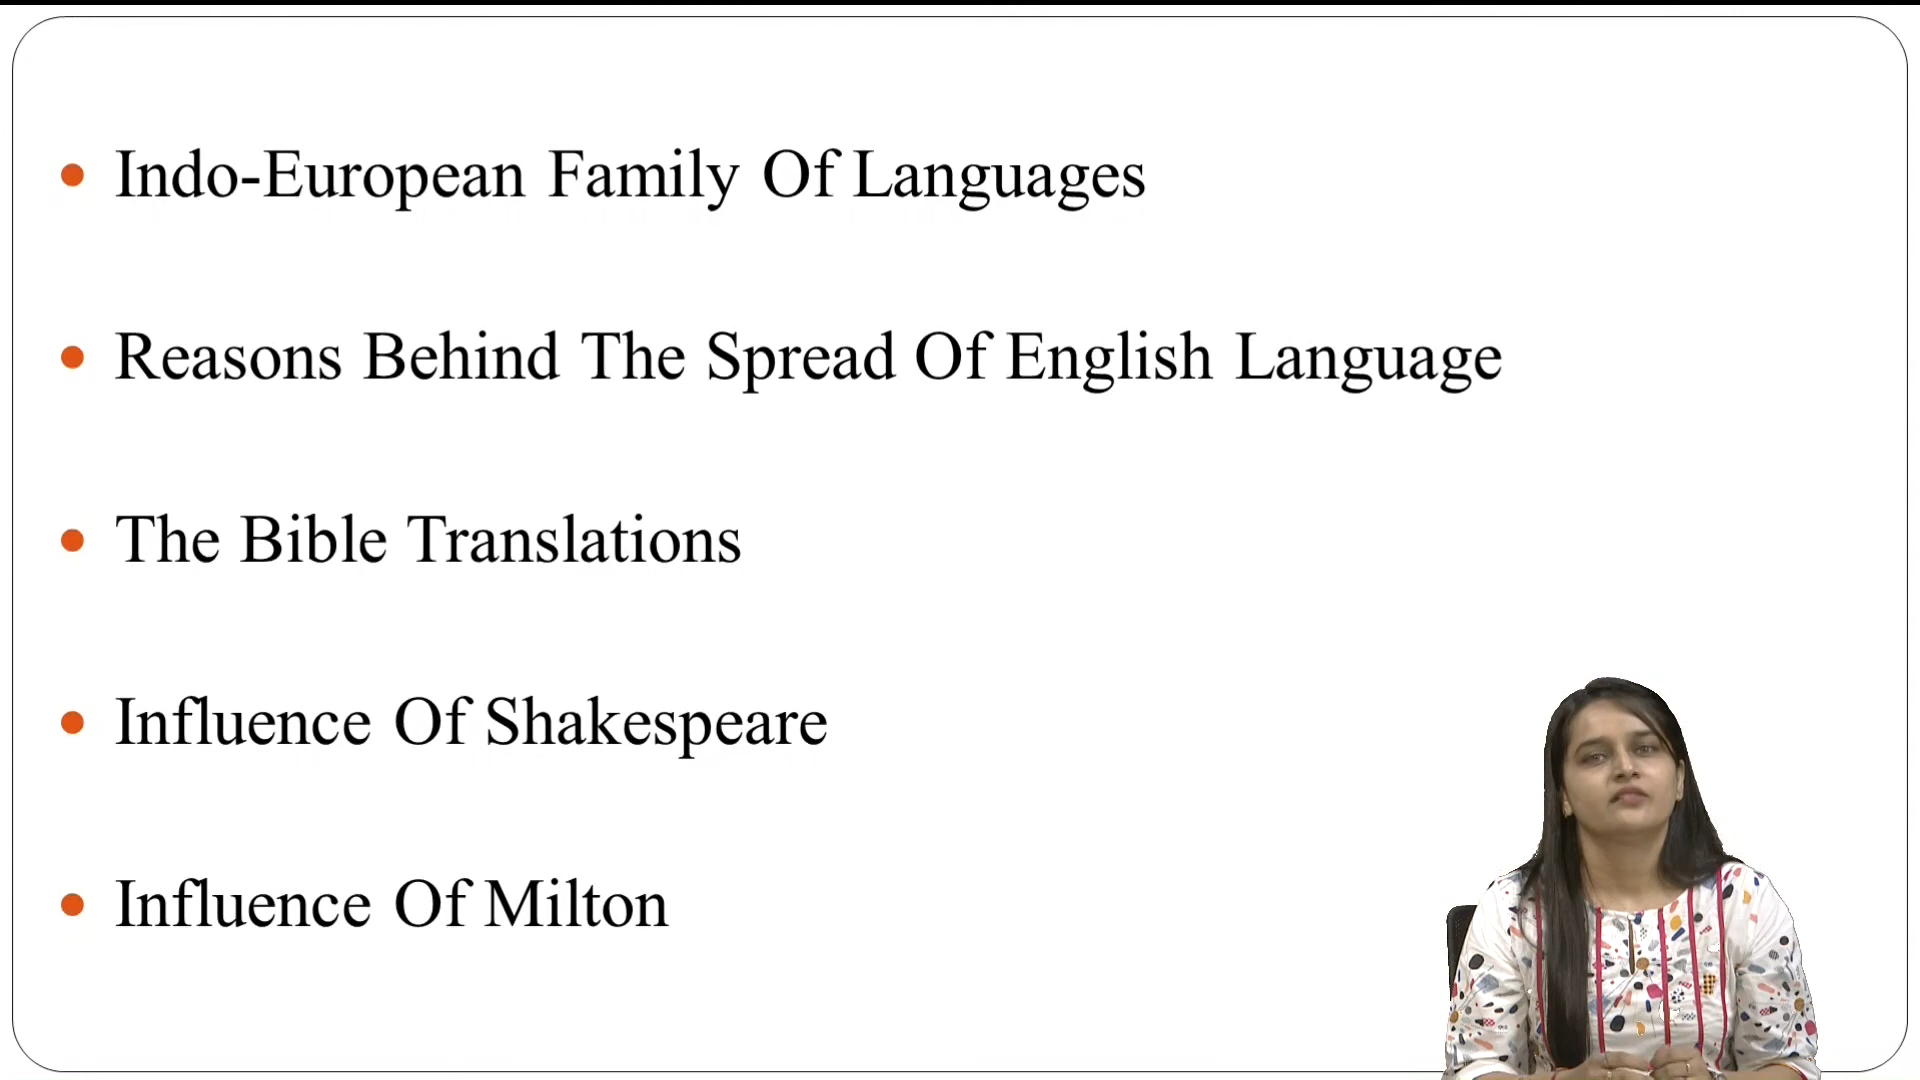 Indo-European Family Of Languages
Reasons Behind The Spread Of English Language
The Bible Translations
Influence Of Shakespeare
Influence Of Milton